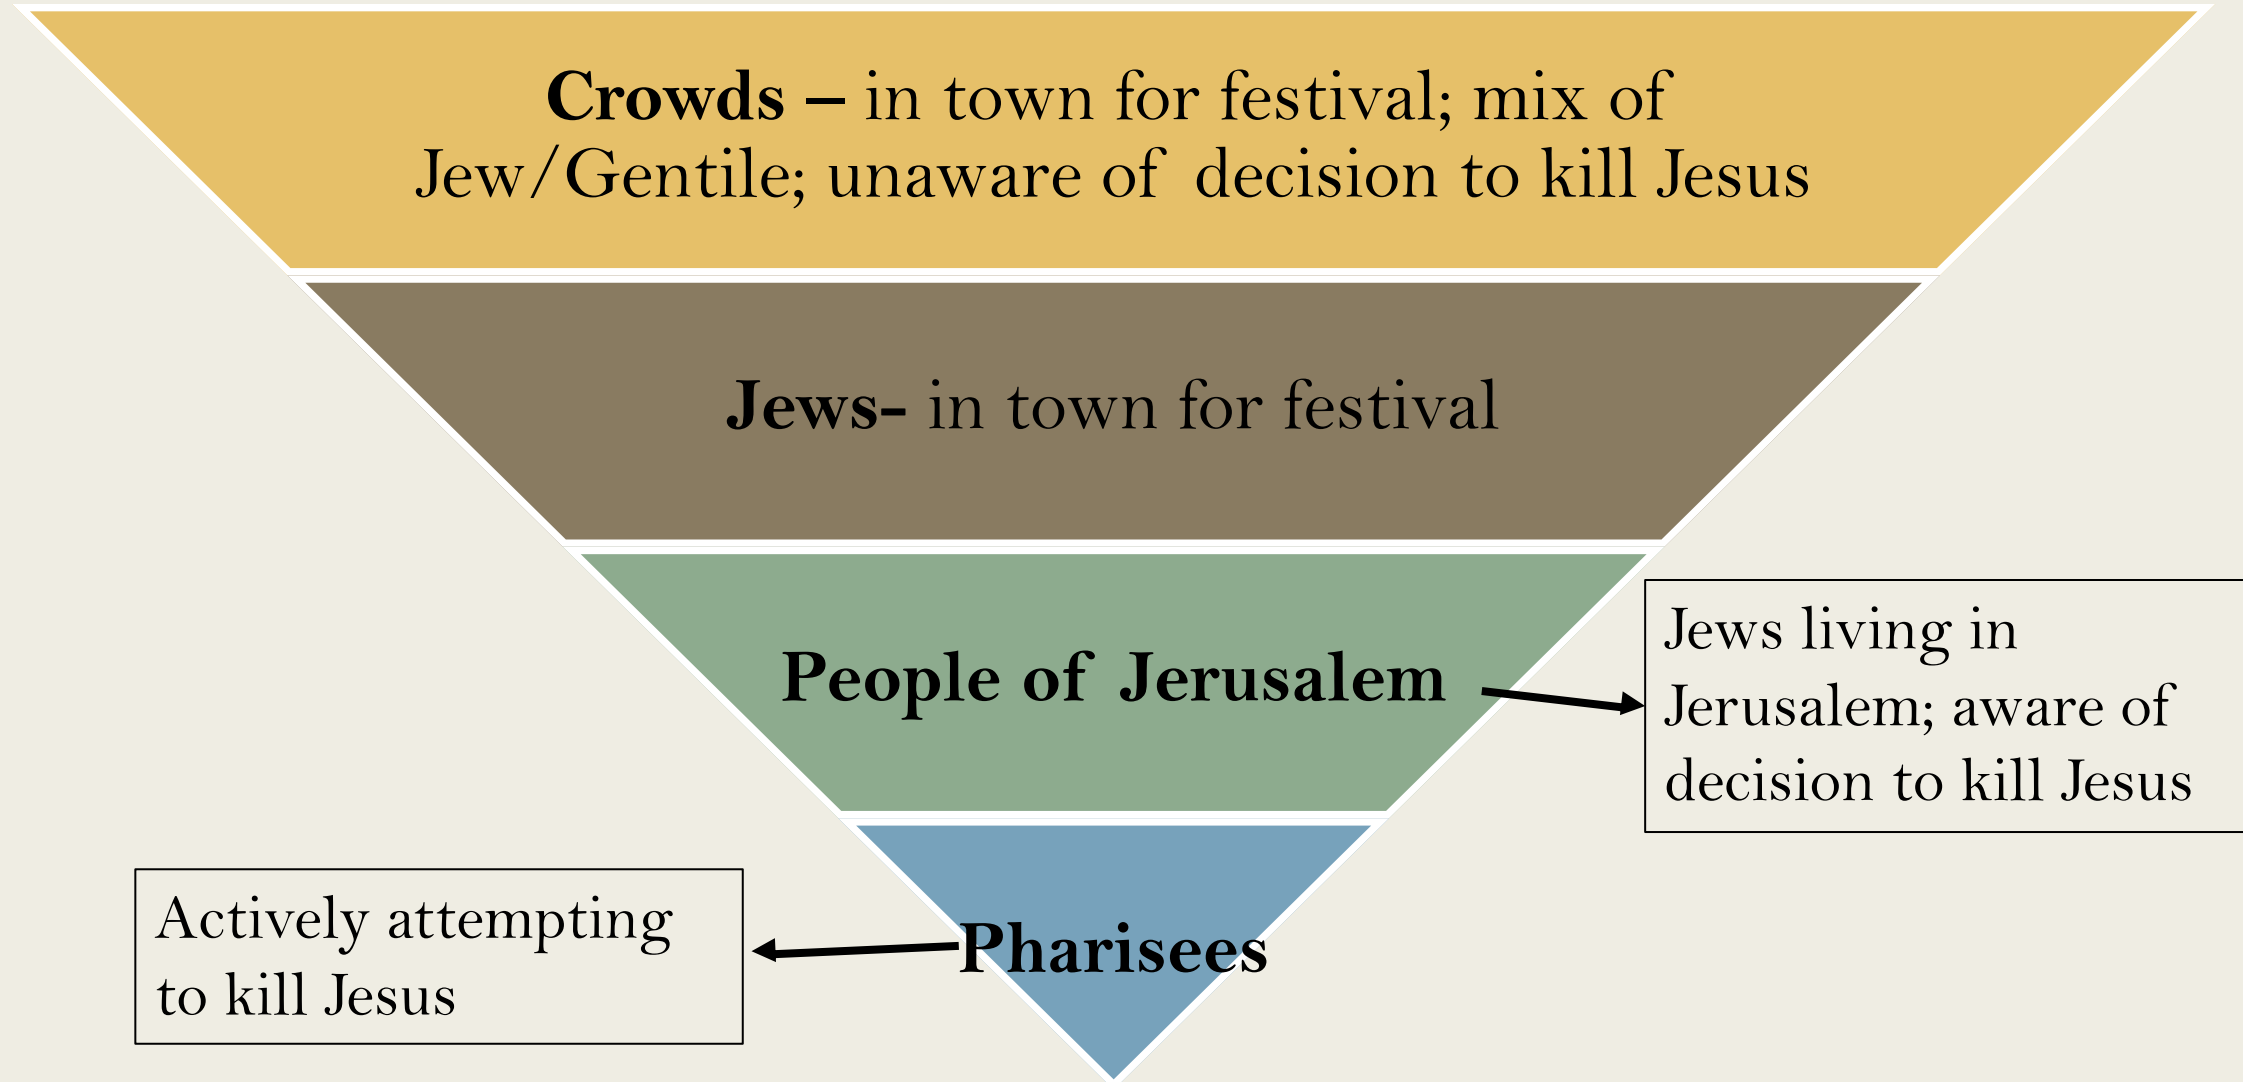 Crowds – in town for festival; mix of
Jew/Gentile; unaware of decision to kill Jesus
Jews- in town for festival
People of Jerusalem
Jews living in
Jerusalem; aware of
decision to kill Jesus
Pharisees
Actively attempting
to kill Jesus